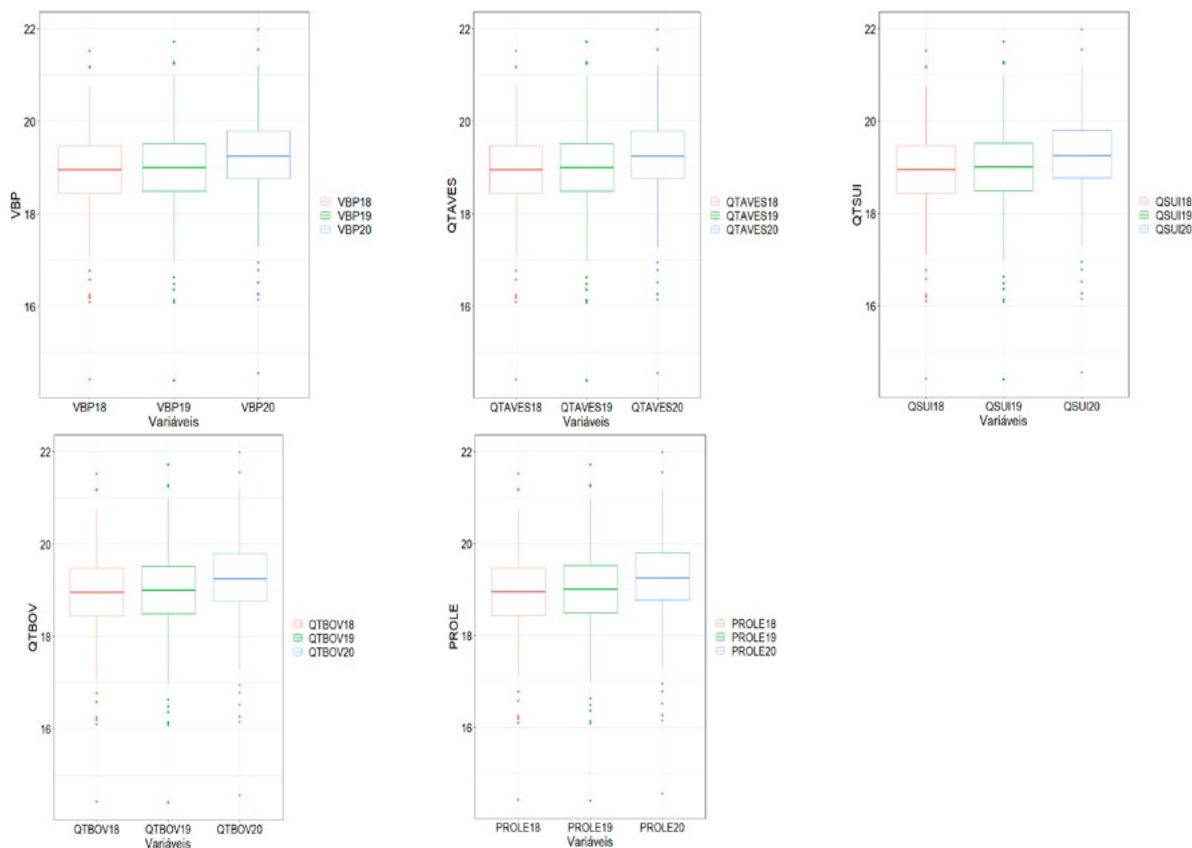 22
20
18
16
VBP
VBP18
VBP19
VBP20
VBP18 VBP19 VBP20
Variáveis
22
20
18
16
QTAVES
QTAVES18
QTAVES19
QTAVES20
QTAVES18 QTAVES19 QTAVES20
Variáveis
22
20
18
16
QTSUI
QSUI18
QSUI19
QSUI20
QSUI18 QSUI19 QSUI20
Variáveis
22
20
18
16
QTBOV
QTBOV18
QTBOV19
QTBOV20
QTBOV18 QTBOV19 QTBOV20
Variáveis
22
20
18
16
PROLE
PROLE18
PROLE19
PROLE20
PROLE18 PROLE19 PROLE20
Variáveis